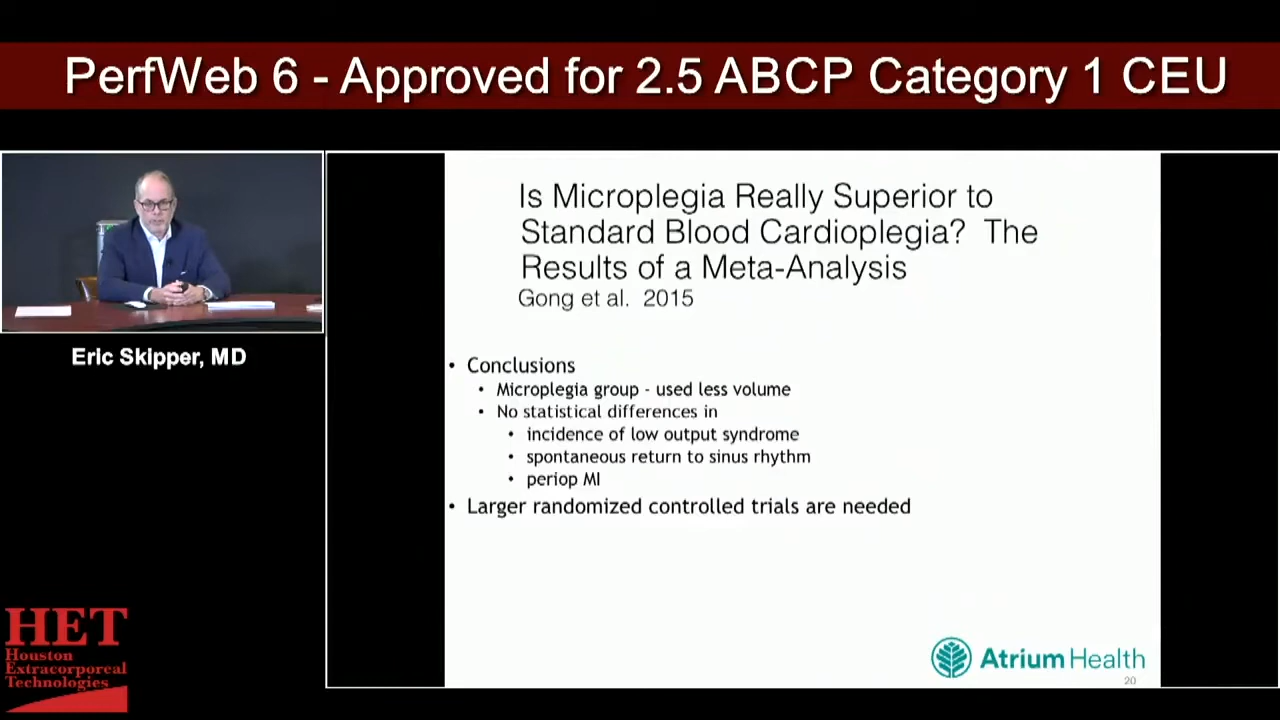 PerfWeb 6 - Approved for 2.5 ABCP Category 1 CEU
Eric Skipper, MD
Is Microplegia Really Superior to
Standard Blood Cardioplegia? The
Results of a Meta-Analysis
Gong et al. 2015
• Conclusions
• Microplegia group - used less volume
• No statistical differences in
• incidence of low output syndrome
• spontaneous return to sinus rhythm
• periop MI
• Larger randomized controlled trials are needed
Atrium Health
20
HET
Houston
Extracorporeal
Technologies